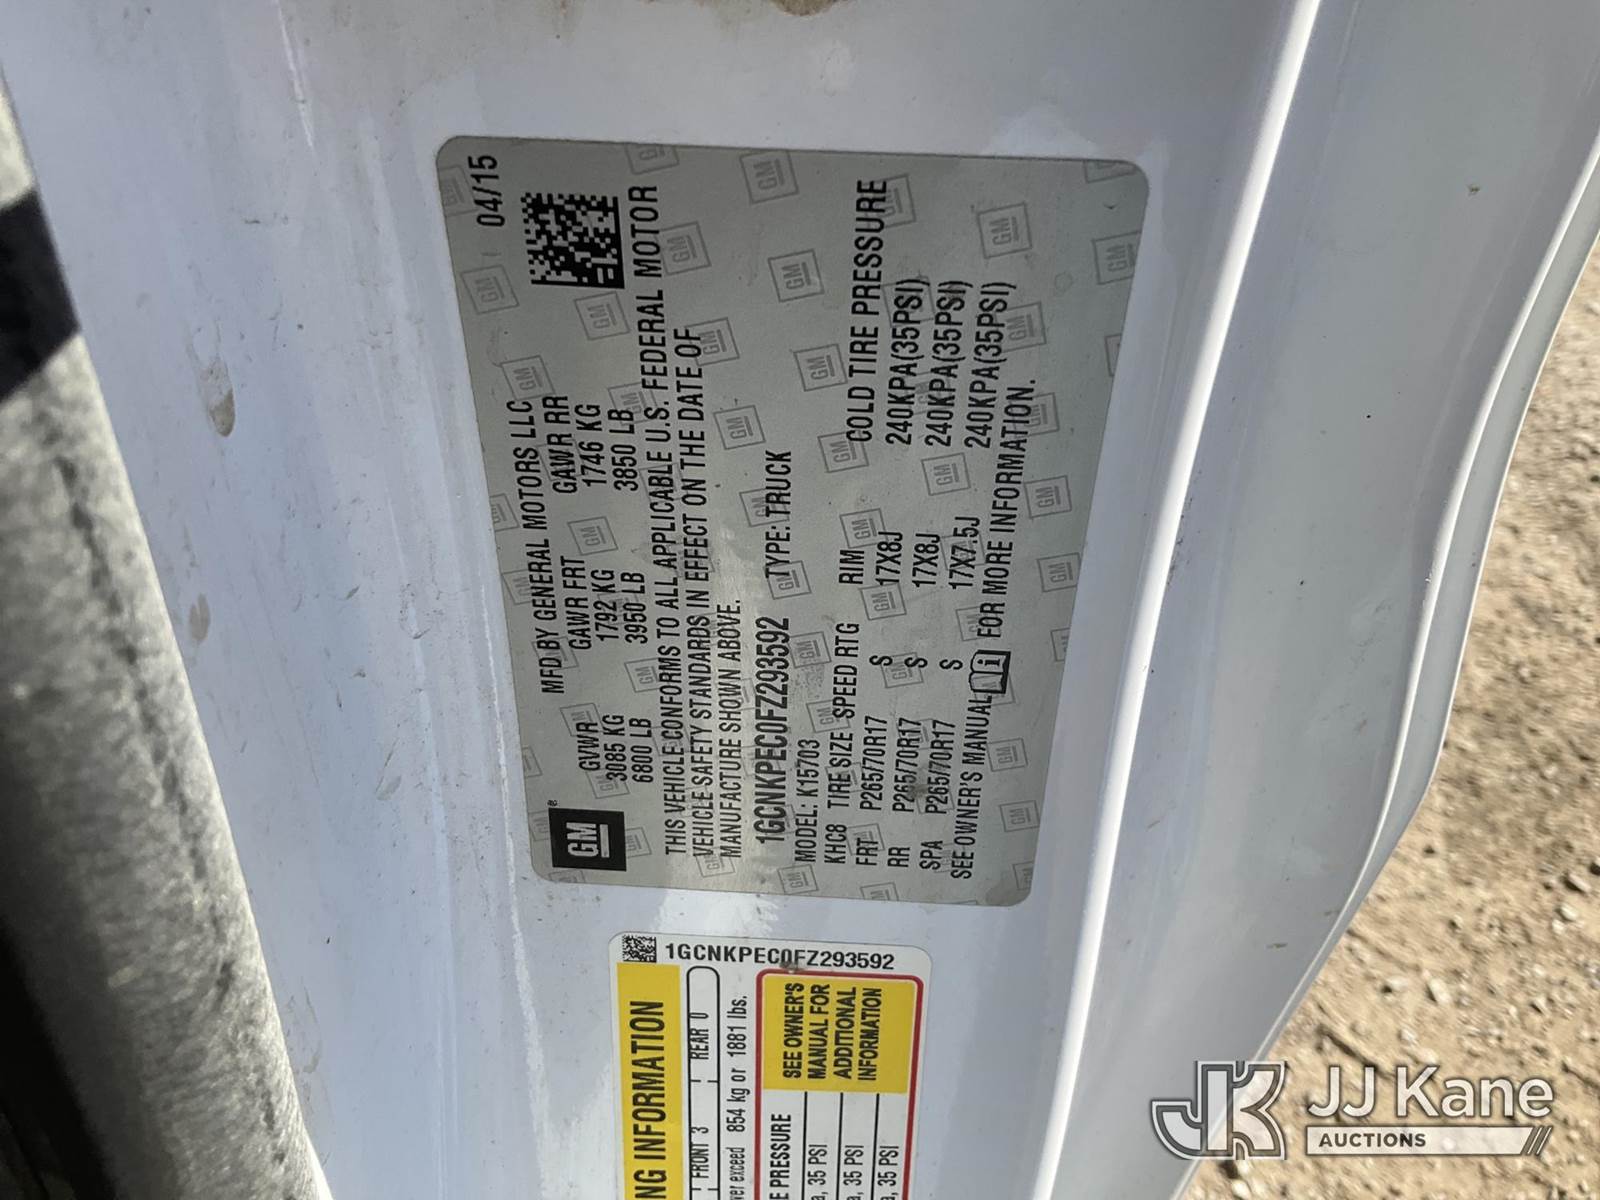 MFD BY GENERAL MOTORS LLC 04/15
GVWR GAWR FRT GAWR RR
3085 KG 1792 KG 1746 KG
6800 LB 3950 LB 3850 LB
GM
THIS VEHICLE CONFORMS TO ALL APPLICABLE U.S. FEDERAL MOTOR
VEHICLE SAFETY STANDARDS IN EFFECT ON THE DATE OF
MANUFACTURE SHOWN ABOVE.
1GCNKPEC0FZ293592 TYPE: TRUCK
MODEL: K15703
KHC8 TIRE SIZE SPEED RTG RIM COLD TIRE PRESSURE
FRT P265/70R17 S 17X8J 240KPA(35PSI)
RR P265/70R17 S 17X8J 240KPA(35PSI)
SPA P265/70R17 S 17X7.5J 240KPA(35PSI)
SEE OWNER'S MANUAL i FOR MORE INFORMATION.
1GCNKPEC0FZ293592
NG INFORMATION
FRONT 3 REAR 0
exceed 854 kg or 1881 lbs.
E PRESSURE
a, 35 PSI
a, 35 PSI
a, 35 PSI
SEE OWNER'S
MANUAL FOR
ADDITIONAL
INFORMATION
JJ Kane
AUCTIONS